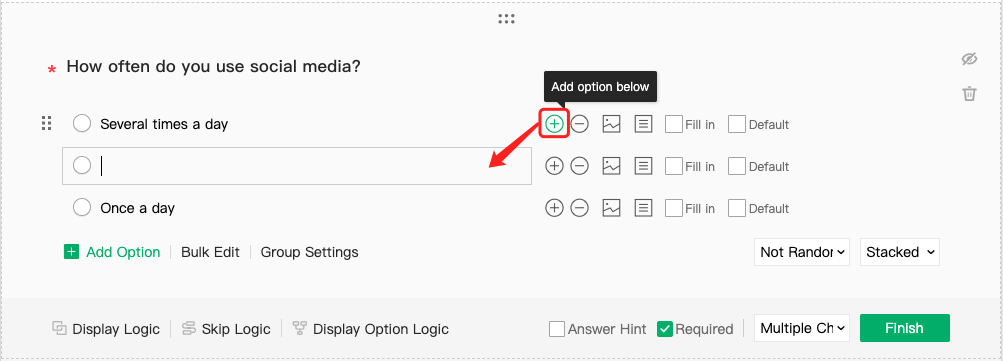 * How often do you use social media?
Add option below
Several times a day Fill in Default
Fill in Default
Once a day Fill in Default
Add Option Bulk Edit Group Settings Not Randor Stacked
Display Logic Skip Logic Display Option Logic Answer Hint Required Multiple Ch Finish